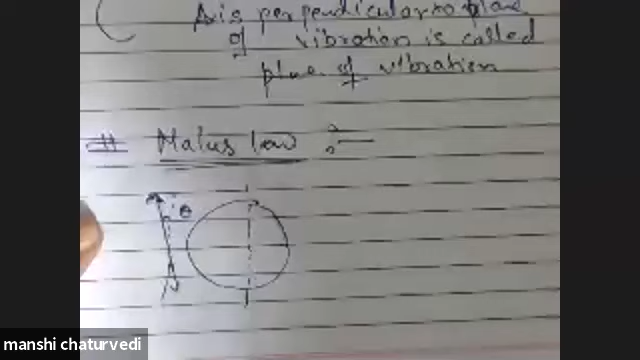 Axis perpendicular to plane
of vibration is called
plane of vibration
# Malus law :-
θ
manshi chaturvedi